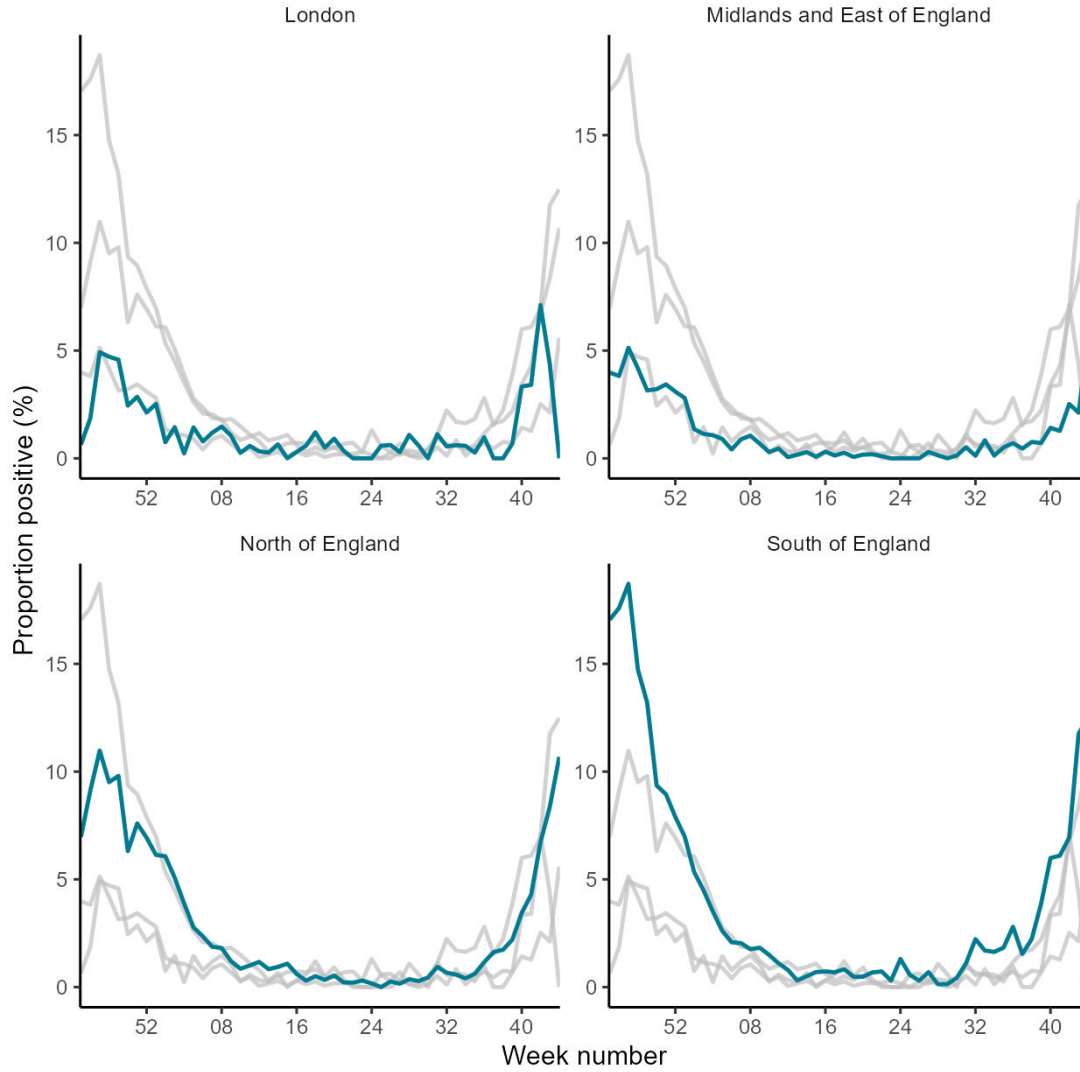 London
Midlands and East of England
15
10
5
0
52 08 16 24 32 40
15
10
5
0
52 08 16 24 32 40
Proportion positive (%)
North of England
South of England
15
10
5
0
52 08 16 24 32 40
15
10
5
0
52 08 16 24 32 40
Week number